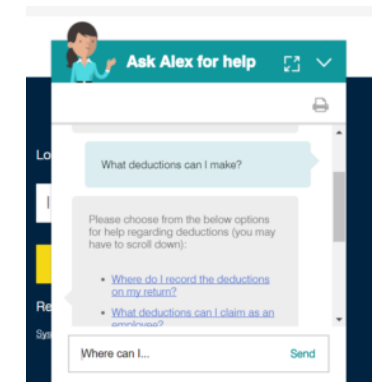 Ask Alex for help
Lo
What deductions can I make?
Please choose from the below options
for help regarding deductions (you may
have to scroll down):
• Where do I record the deductions
on my return?
• What deductions can I claim as an
employee?
Re
Where can I... Send